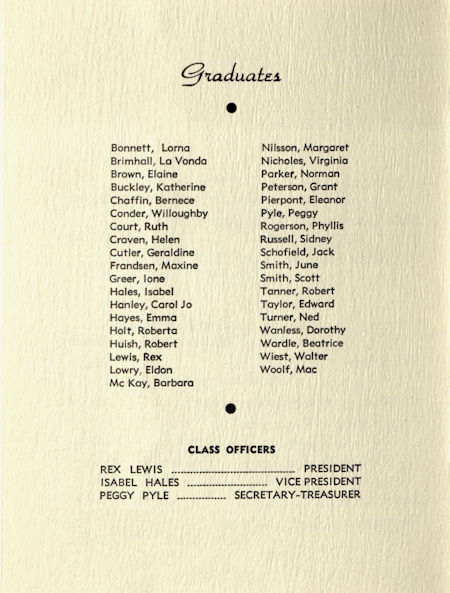 Graduates
Bonnett, Lorna
Brimhall, La Vonda
Brown, Elaine
Buckley, Katherine
Chaffin, Bernece
Conder, Willoughby
Court, Ruth
Craven, Helen
Cutler, Geraldine
Frandsen, Maxine
Greer, Ione
Hales, Isabel
Hanley, Carol Jo
Hayes, Emma
Holt, Roberta
Huish, Robert
Lewis, Rex
Lowry, Eldon
Mc Kay, Barbara
Nilsson, Margaret
Nicholes, Virginia
Parker, Norman
Peterson, Grant
Pierpont, Eleanor
Pyle, Peggy
Rogerson, Phyllis
Russell, Sidney
Schofield, Jack
Smith, June
Smith, Scott
Tanner, Robert
Taylor, Edward
Turner, Ned
Wanless, Dorothy
Wardle, Beatrice
Wiest, Walter
Woolf, Mac
CLASS OFFICERS
REX LEWIS ........................................ PRESIDENT
ISABEL HALES .......................... VICE PRESIDENT
PEGGY PYLE ................ SECRETARY-TREASURER